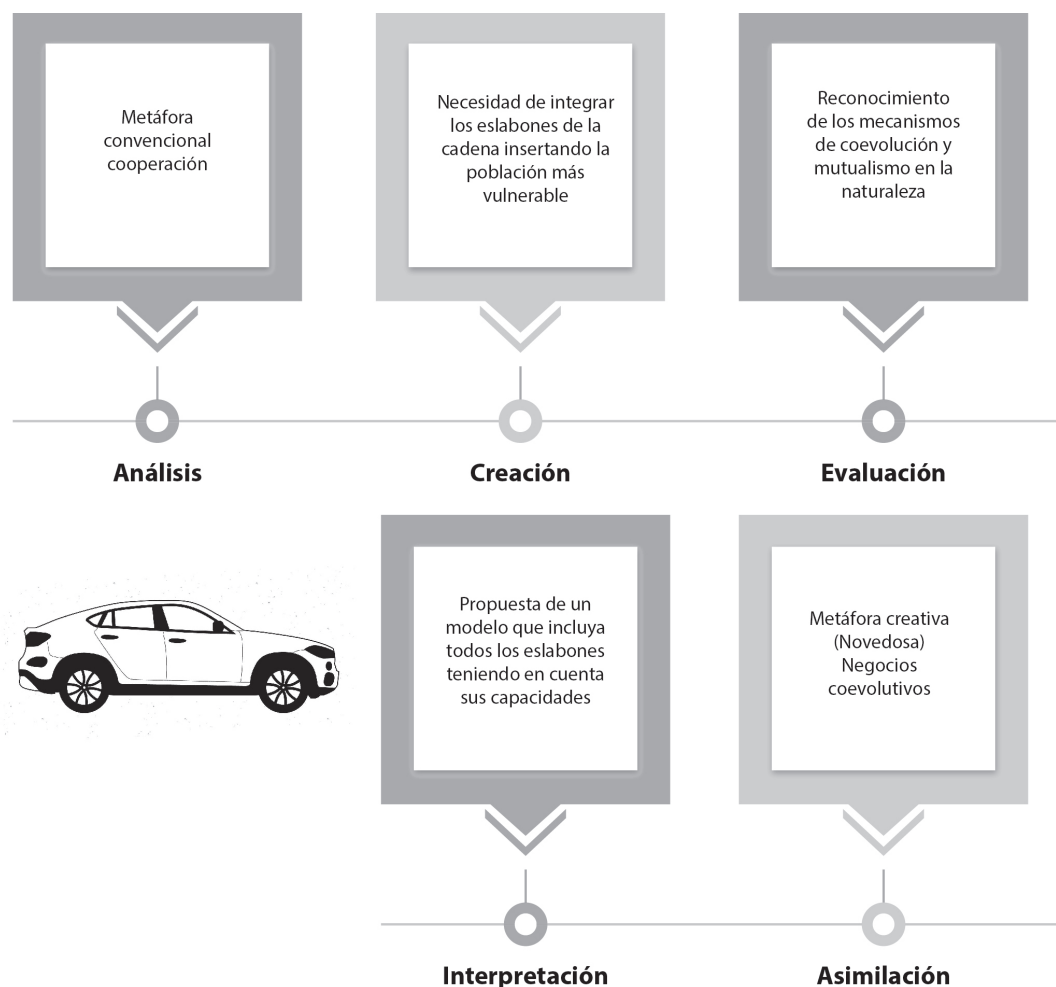 Metáfora
convencional
cooperación
Necesidad de integrar
los eslabones de la
cadena insertando la
población más
vulnerable
Reconocimiento
de los mecanismos
de coevolución y
mutualismo en la
naturaleza
Análisis
Creación
Evaluación
Propuesta de un
modelo que incluya
todos los eslabones
teniendo en cuenta
sus capacidades
Metáfora creativa
(Novedosa)
Negocios
coevolutivos
Interpretación
Asimilación